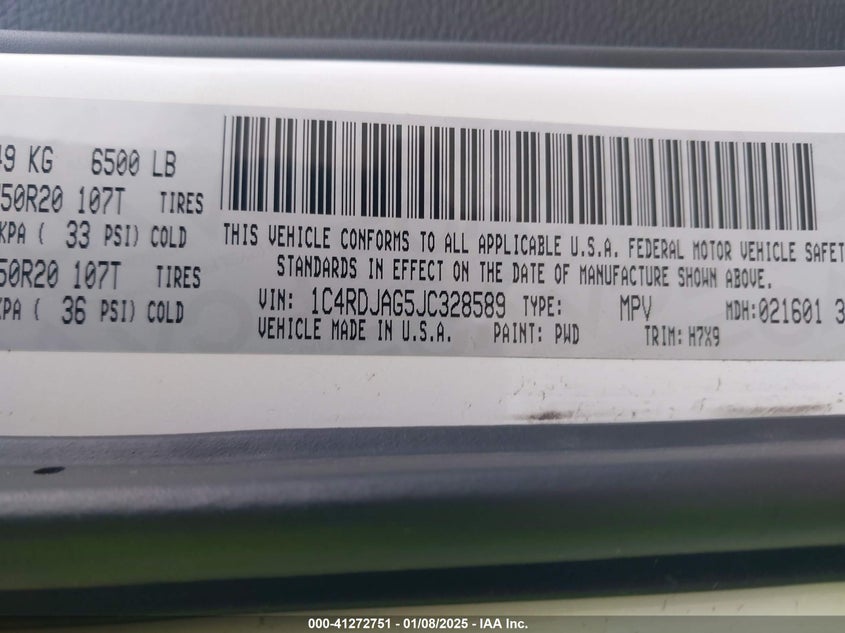 49 KG 6500 LB
50R20 107T TIRES
KPA ( 33 PSI) COLD
50R20 107T TIRES
KPA ( 36 PSI) COLD
THIS VEHICLE CONFORMS TO ALL APPLICABLE U.S.A. FEDERAL MOTOR VEHICLE SAFET
STANDARDS IN EFFECT ON THE DATE OF MANUFACTURE SHOWN ABOVE.
VIN: 1C4RDJAG5JC328589 TYPE: MPV MDH:021601 3
VEHICLE MADE IN U.S.A. PAINT: PWD TRIM: H7X9
000-41272751 — 01/08/2025 — IAA Inc.